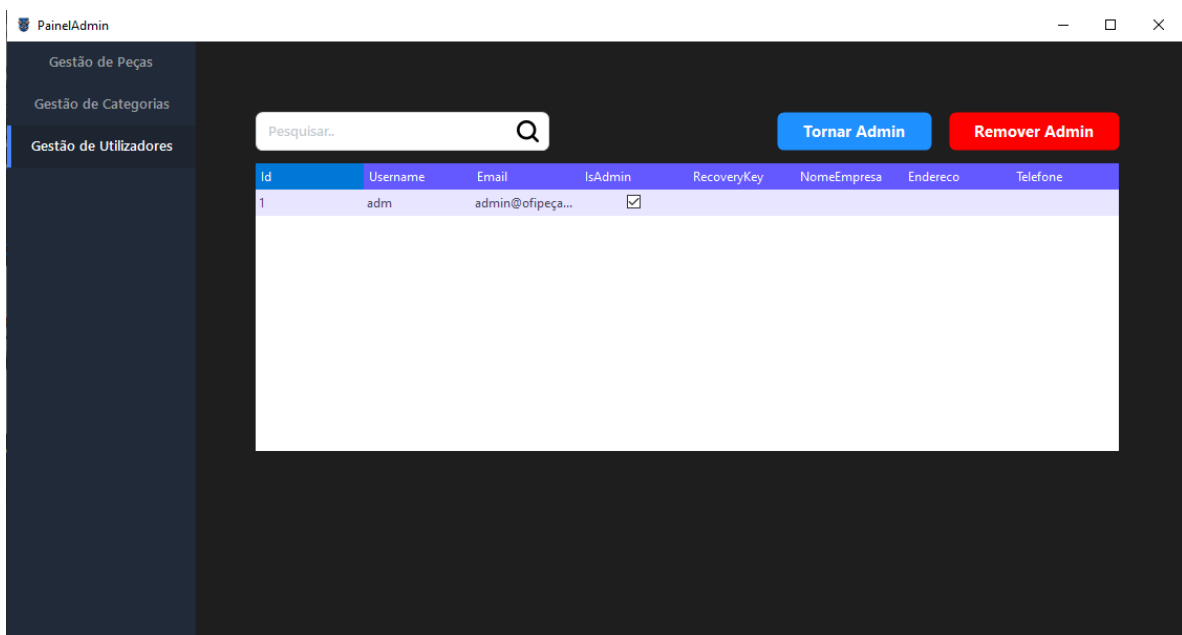 PainelAdmin
Gestão de Peças
Gestão de Categorias
Gestão de Utilizadores
Pesquisar..
Tornar Admin
Remover Admin
Id Username Email IsAdmin RecoveryKey NomeEmpresa Endereco Telefone
1 adm admin@ofipeça...